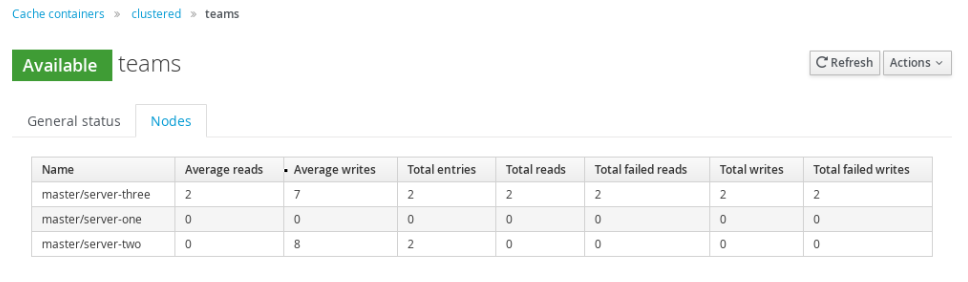 Cache containers » clustered » teams
Available teams Refresh Actions
General status Nodes
Name Average reads Average writes Total entries Total reads Total failed reads Total writes Total failed writes
master/server-three 2 7 2 2 2 2 2
master/server-one 0 0 0 0 0 0 0
master/server-two 0 8 2 0 0 0 0